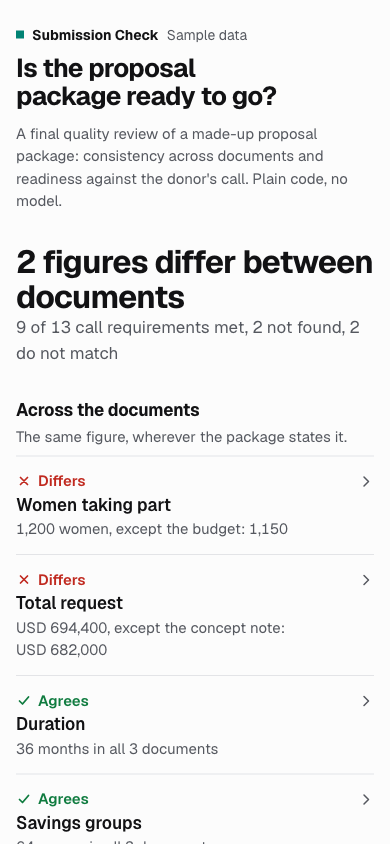 Submission Check Sample data
Is the proposal
package ready to go?
A final quality review of a made-up proposal
package: consistency across documents and
readiness against the donor's call. Plain code, no
model.
2 figures differ between
documents
9 of 13 call requirements met, 2 not found, 2
do not match
Across the documents
The same figure, wherever the package states it.
Differs
Women taking part
1,200 women, except the budget: 1,150
Differs
Total request
USD 694,400, except the concept note:
USD 682,000
Agrees
Duration
36 months in all 3 documents
Agrees
Savings groups